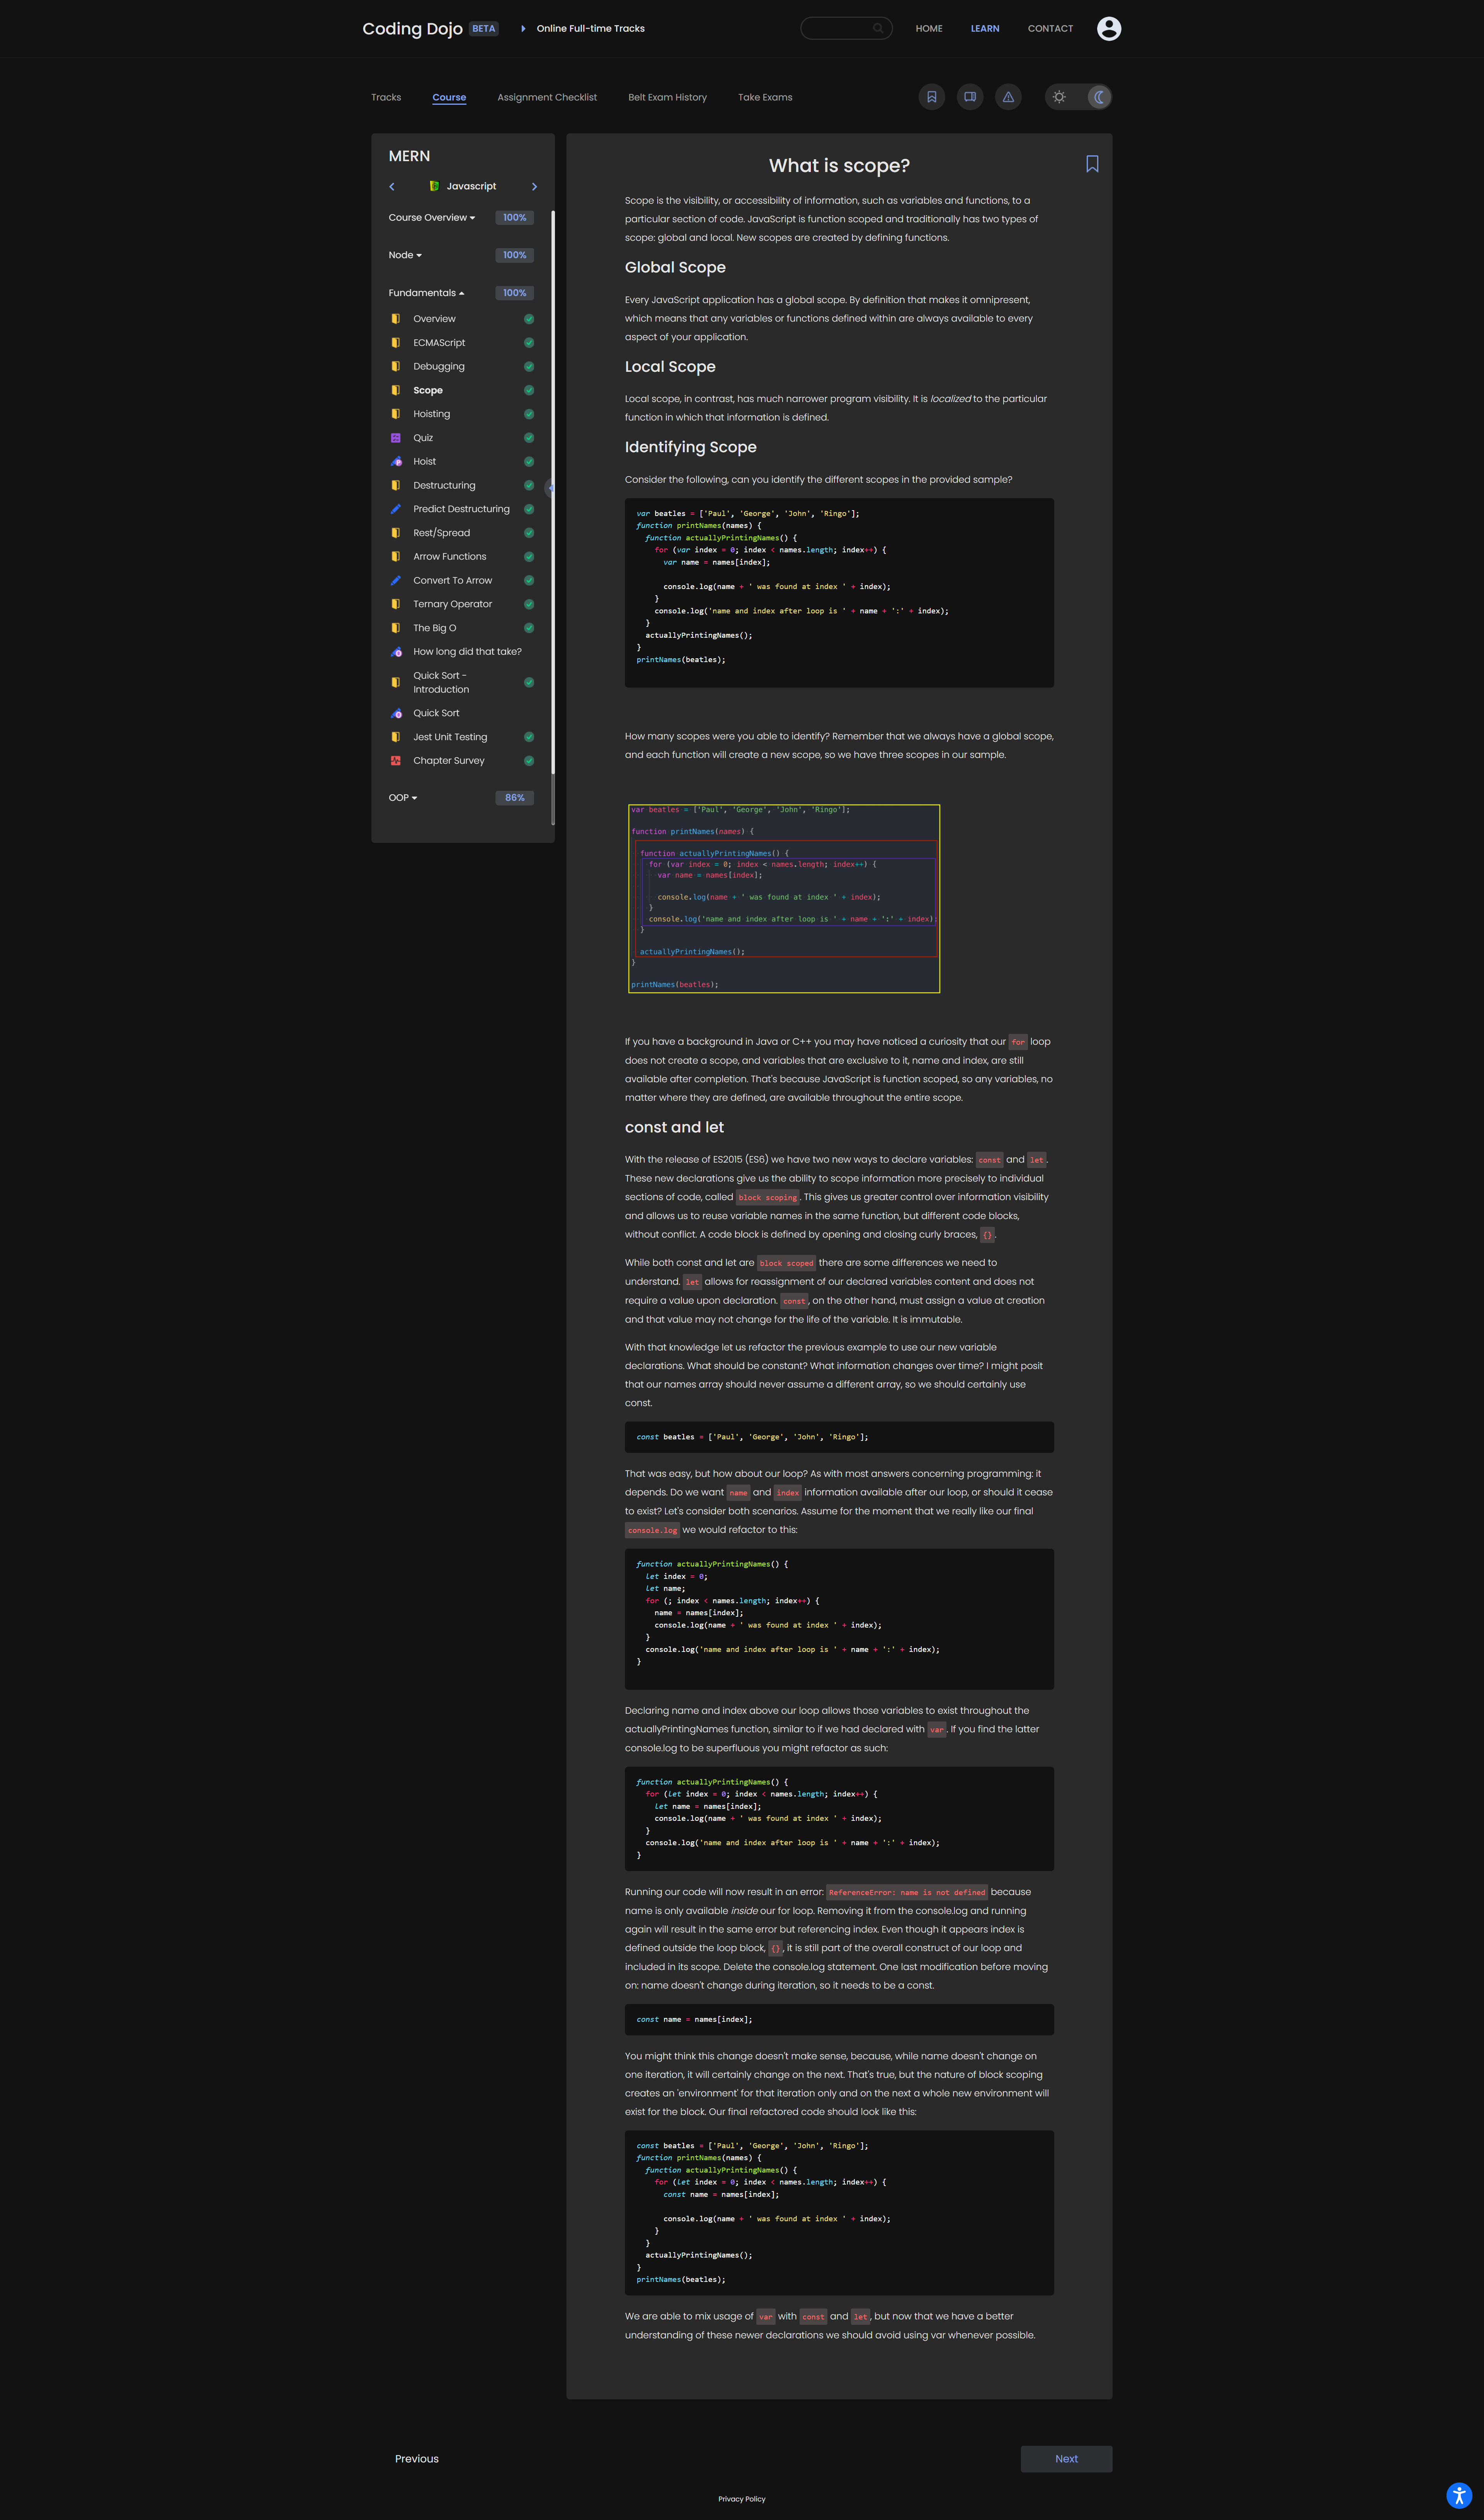 Coding Dojo BETA Online Full-time Tracks HOME LEARN CONTACT
Tracks Course Assignment Checklist Belt Exam History Take Exams
MERN
Javascript
Course Overview 100%
Node 100%
Fundamentals 100%
Overview
ECMAScript
Debugging
Scope
Hoisting
Quiz
Hoist
Destructuring
Predict Destructuring
Rest/Spread
Arrow Functions
Convert To Arrow
Ternary Operator
The Big O
How long did that take?
Quick Sort -
Introduction
Quick Sort
Jest Unit Testing
Chapter Survey
OOP 86%
What is scope?
Scope is the visibility, or accessibility of information, such as variables and functions, to a
particular section of code. JavaScript is function scoped and traditionally has two types of
scope: global and local. New scopes are created by defining functions.
Global Scope
Every JavaScript application has a global scope. By definition that makes it omnipresent,
which means that any variables or functions defined within are always available to every
aspect of your application.
Local Scope
Local scope, in contrast, has much narrower program visibility. It is localized to the particular
function in which that information is defined.
Identifying Scope
Consider the following, can you identify the different scopes in the provided sample?
var beatles = ['Paul', 'George', 'John', 'Ringo'];
function printNames(names) {
function actuallyPrintingNames() {
for (var index = 0; index < names.length; index++) {
var name = names[index];
console.log(name + ' was found at index ' + index);
}
console.log('name and index after loop is ' + name + ':' + index);
}
actuallyPrintingNames();
}
printNames(beatles);
How many scopes were you able to identify? Remember that we always have a global scope,
and each function will create a new scope, so we have three scopes in our sample.
var beatles = ['Paul', 'George', 'John', 'Ringo'];
function printNames(names) {
function actuallyPrintingNames() {
for (var index = 0; index < names.length; index++) {
var name = names[index];
console.log(name + ' was found at index ' + index);
}
console.log('name and index after loop is ' + name + ':' + index);
}
actuallyPrintingNames();
}
printNames(beatles);
If you have a background in Java or C++ you may have noticed a curiosity that our for loop
does not create a scope, and variables that are exclusive to it, name and index, are still
available after completion. That's because JavaScript is function scoped, so any variables, no
matter where they are defined, are available throughout the entire scope.
const and let
With the release of ES2015 (ES6) we have two new ways to declare variables: const and let.
These new declarations give us the ability to scope information more precisely to individual
sections of code, called block scoping. This gives us greater control over information visibility
and allows us to reuse variable names in the same function, but different code blocks,
without conflict. A code block is defined by opening and closing curly braces, {}.
While both const and let are block scoped there are some differences we need to
understand. let allows for reassignment of our declared variables content and does not
require a value upon declaration. const, on the other hand, must assign a value at creation
and that value may not change for the life of the variable. It is immutable.
With that knowledge let us refactor the previous example to use our new variable
declarations. What should be constant? What information changes over time? I might posit
that our names array should never assume a different array, so we should certainly use
const.
const beatles = ['Paul', 'George', 'John', 'Ringo'];
That was easy, but how about our loop? As with most answers concerning programming: it
depends. Do we want name and index information available after our loop, or should it cease
to exist? Let's consider both scenarios. Assume for the moment that we really like our final
console.log we would refactor to this:
function actuallyPrintingNames() {
let index = 0;
let name;
for (; index < names.length; index++) {
name = names[index];
console.log(name + ' was found at index ' + index);
}
console.log('name and index after loop is ' + name + ':' + index);
}
Declaring name and index above our loop allows those variables to exist throughout the
actuallyPrintingNames function, similar to if we had declared with var. If you find the latter
console.log to be superfluous you might refactor as such:
function actuallyPrintingNames() {
for (let index = 0; index < names.length; index++) {
let name = names[index];
console.log(name + ' was found at index ' + index);
}
console.log('name and index after loop is ' + name + ':' + index);
}
Running our code will now result in an error: ReferenceError: name is not defined because
name is only available inside our for loop. Removing it from the console.log and running
again will result in the same error but referencing index. Even though it appears index is
defined outside the loop block, {}, it is still part of the overall construct of our loop and
included in its scope. Delete the console.log statement. One last modification before moving
on: name doesn't change during iteration, so it needs to be a const.
const name = names[index];
You might think this change doesn't make sense, because, while name doesn't change on
one iteration, it will certainly change on the next. That's true, but the nature of block scoping
creates an 'environment' for that iteration only and on the next a whole new environment will
exist for the block. Our final refactored code should look like this:
const beatles = ['Paul', 'George', 'John', 'Ringo'];
function printNames(names) {
function actuallyPrintingNames() {
for (let index = 0; index < names.length; index++) {
const name = names[index];
console.log(name + ' was found at index ' + index);
}
}
actuallyPrintingNames();
}
printNames(beatles);
We are able to mix usage of var with const and let, but now that we have a better
understanding of these newer declarations we should avoid using var whenever possible.
Previous Next
Privacy Policy